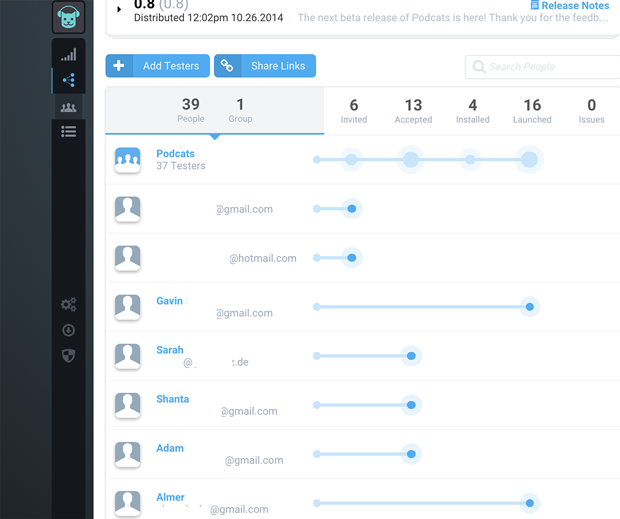 0.8 (0.8)
Release Notes
Distributed 12:02pm 10.26.2014 The next beta release of Podcats is here! Thank you for the feedb...
Add Testers Share Links Search People
39 1 6 13 4 16 0
People Group Invited Accepted Installed Launched Issues
Podcats
37 Testers
@gmail.com
@hotmail.com
Gavin
@gmail.com
Sarah
@ .de
Shanta
@gmail.com
Adam
@gmail.com
Almer
@gmail.com